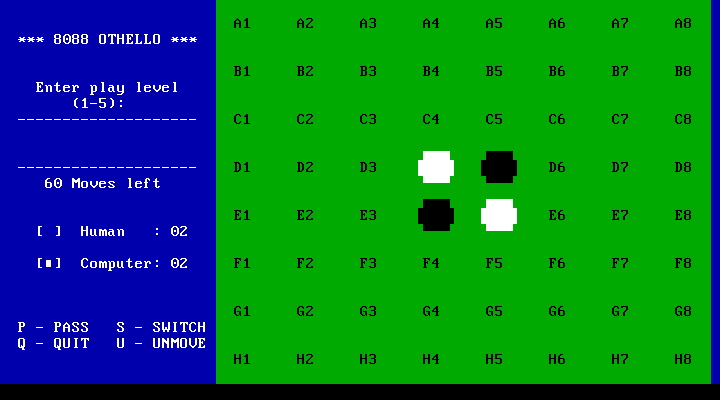 *** 8088 OTHELLO ***
Enter play level
(1-5):
--------------------
--------------------
60 Moves left
[ ] Human : 02
[■] Computer: 02
P - PASS S - SWITCH
Q - QUIT U - UNMOVE
A1 A2 A3 A4 A5 A6 A7 A8
B1 B2 B3 B4 B5 B6 B7 B8
C1 C2 C3 C4 C5 C6 C7 C8
D1 D2 D3 D6 D7 D8
E1 E2 E3 E6 E7 E8
F1 F2 F3 F4 F5 F6 F7 F8
G1 G2 G3 G4 G5 G6 G7 G8
H1 H2 H3 H4 H5 H6 H7 H8